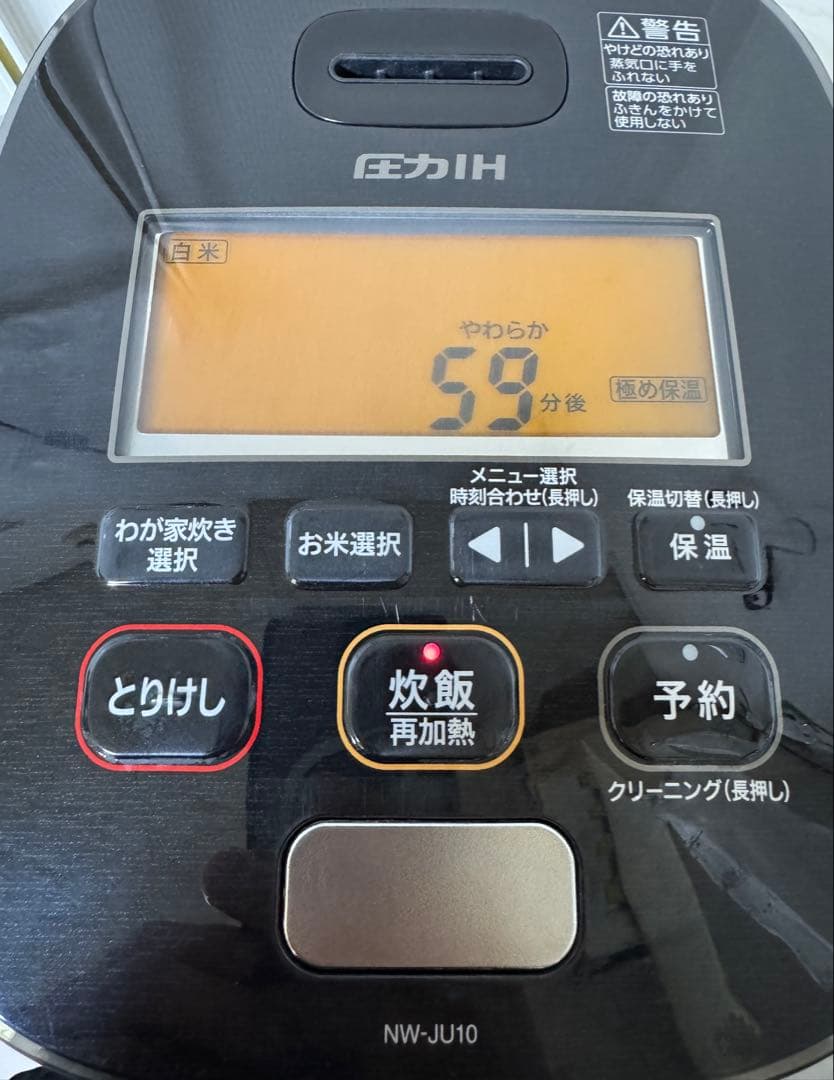 警告
やけどの恐れあり
蒸気口に手を
ふれない
故障の恐れあり
ふきんをかけて
使用しない
圧力IH
白米
やわらか
59分後
極め保温
メニュー選択
時刻合わせ(長押し)
保温切替(長押し)
わが家炊き
選択
お米選択
保温
とりけし
炊飯
再加熱
予約
クリーニング(長押し)
NW-JU10